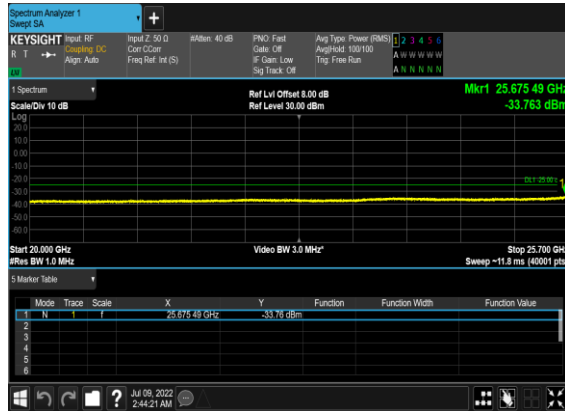 Spectrum Analyzer 1
Swept SA
+
KEYSIGHT Input: RF Input Z: 50 Ω #Atten: 40 dB PNO: Fast Avg Type: Power (RMS) 1 2 3 4 5 6
R T Coupling: DC Corr CCorr Gate: Off Avg|Hold: 100/100 A W W W W W
Align: Auto Freq Ref: Int (S) IF Gain: Low Trig: Free Run
Sig Track: Off A N N N N N
1 Spectrum Ref Lvl Offset 8.00 dB Mkr1 25.675 49 GHz
Scale/Div 10 dB Ref Level 30.00 dBm -33.763 dBm
Log
20.0
10.0
0.00
-10.0
-20.0
DL1 -25.00
1
-30.0
-40.0
-50.0
-60.0
Start 20.000 GHz Video BW 3.0 MHz* Stop 25.700 GHz
#Res BW 1.0 MHz Sweep ~11.8 ms (40001 pts)
5 Marker Table
Mode Trace Scale X Y Function Function Width Function Value
1 N 1 f 25.675 49 GHz -33.76 dBm
2
3
4
5
6
? Jul 09, 2022
2:44:21 AM